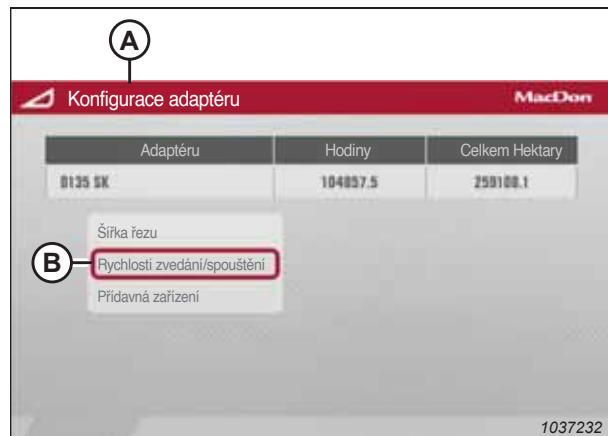 A
Konfigurace adaptéru MacDon
Adaptéru Hodiny Celkem Hektary
D135 SK 104857.5 259108.1
Šířka řezu
B Rychlosti zvedání/spouštění
Přídavná zařízení
1037232